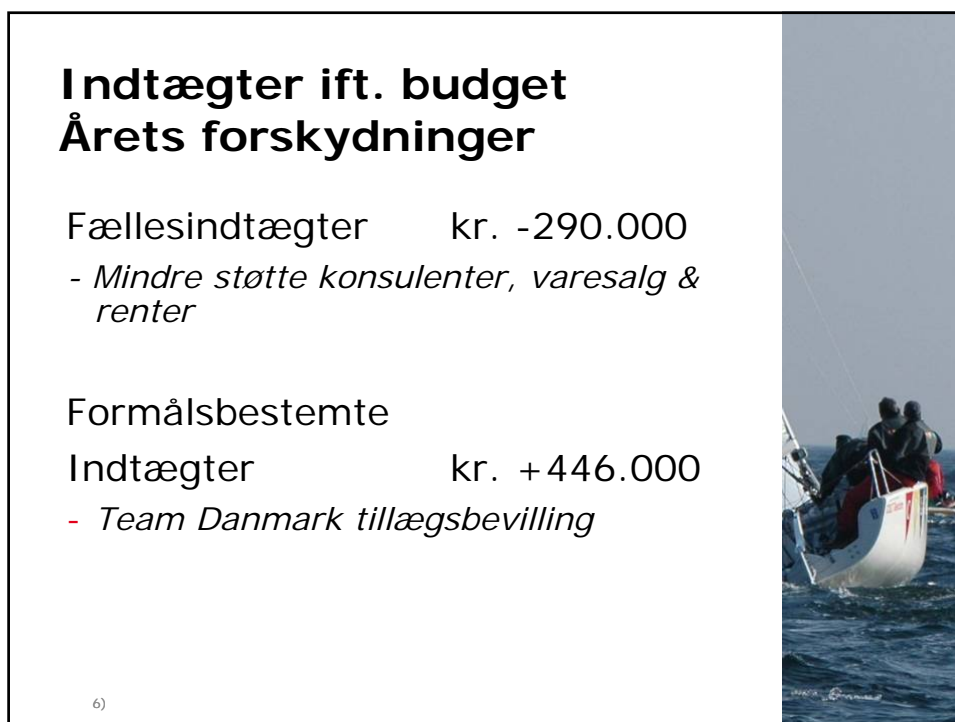 Indtægter ift. budget
Årets forskydninger
Fællesindtægter kr. -290.000
- Mindre støtte konsulenter, varesalg &
renter
Formålsbestemte
Indtægter kr. +446.000
- Team Danmark tillægsbevilling
6)